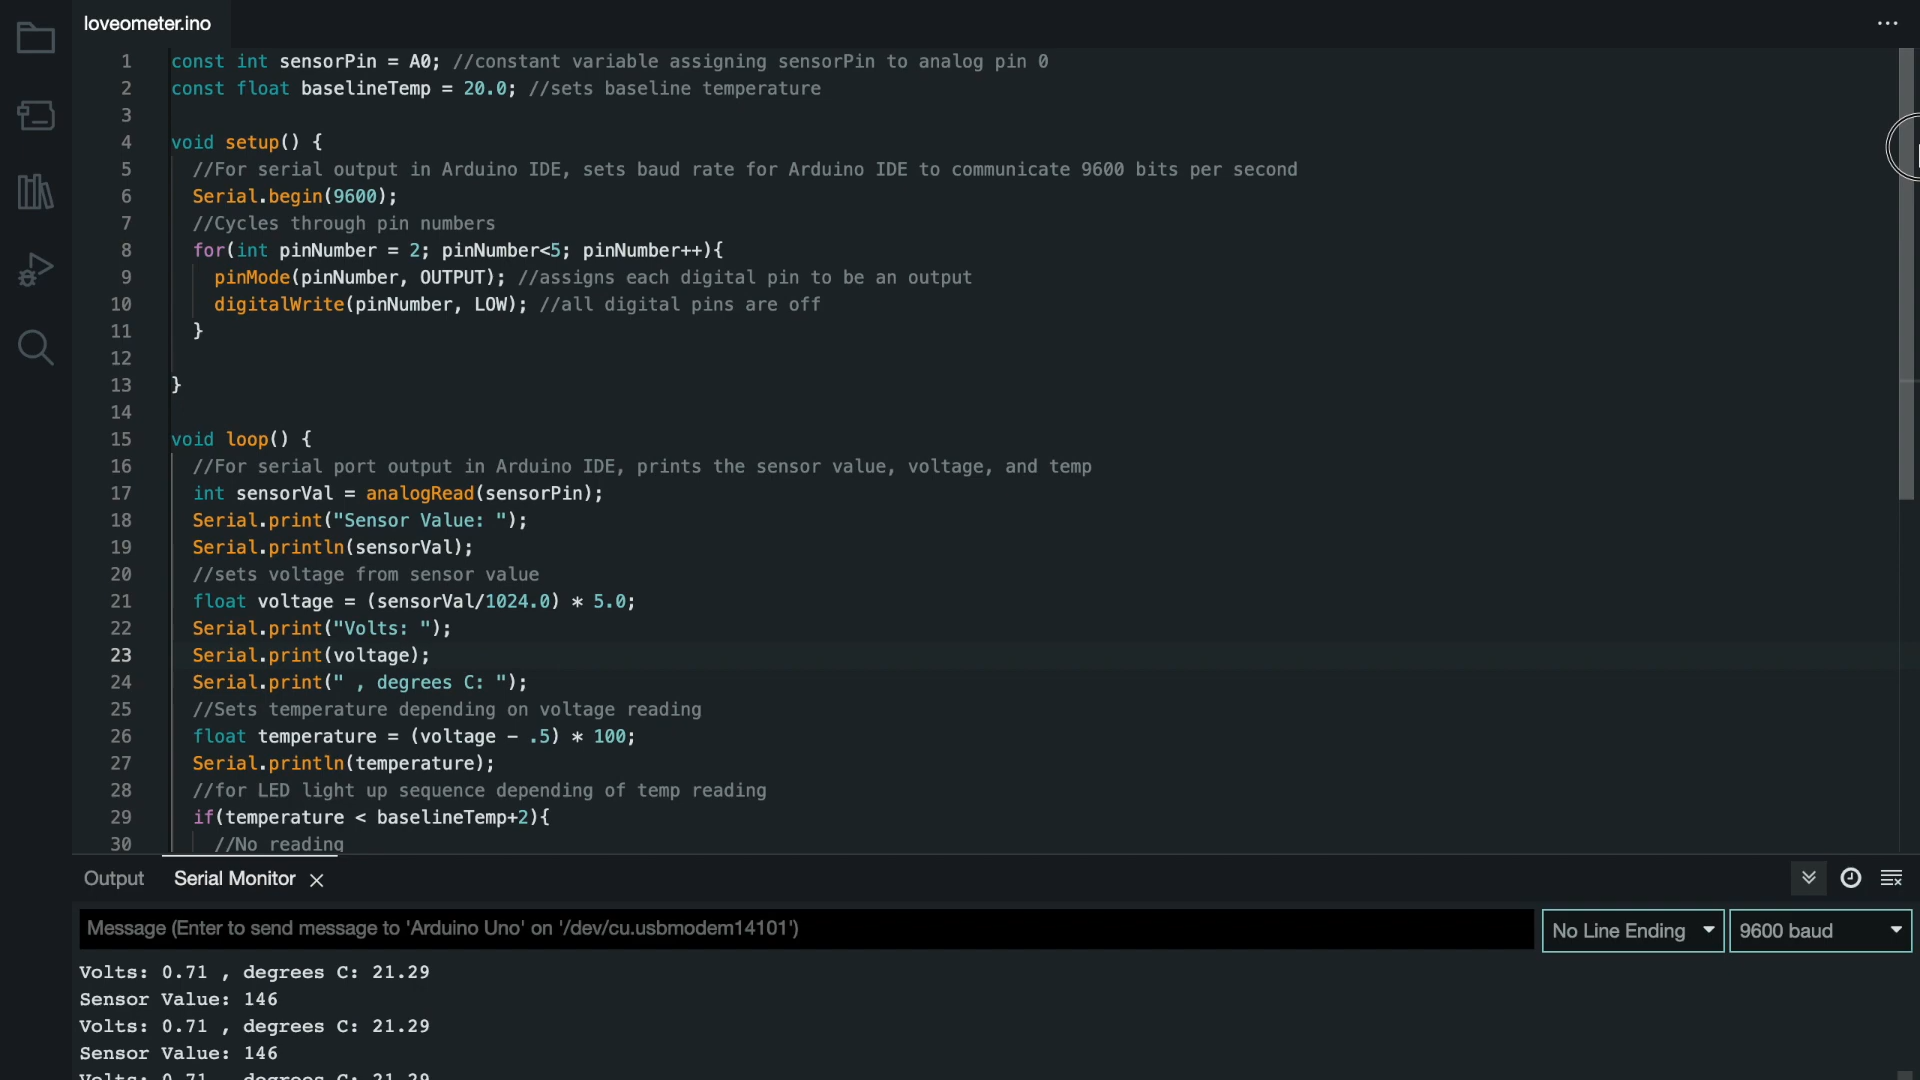 loveometer.ino
1 const int sensorPin = A0; //constant variable assigning sensorPin to analog pin 0
2 const float baselineTemp = 20.0; //sets baseline temperature
3
4 void setup() {
5 //For serial output in Arduino IDE, sets baud rate for Arduino IDE to communicate 9600 bits per second
6 Serial.begin(9600);
7 //Cycles through pin numbers
8 for(int pinNumber = 2; pinNumber<5; pinNumber++){
9 pinMode(pinNumber, OUTPUT); //assigns each digital pin to be an output
10 digitalWrite(pinNumber, LOW); //all digital pins are off
11 }
12
13 }
14
15 void loop() {
16 //For serial port output in Arduino IDE, prints the sensor value, voltage, and temp
17 int sensorVal = analogRead(sensorPin);
18 Serial.print("Sensor Value: ");
19 Serial.println(sensorVal);
20 //sets voltage from sensor value
21 float voltage = (sensorVal/1024.0) * 5.0;
22 Serial.print("Volts: ");
23 Serial.print(voltage);
24 Serial.print(" , degrees C: ");
25 //Sets temperature depending on voltage reading
26 float temperature = (voltage - .5) * 100;
27 Serial.println(temperature);
28 //for LED light up sequence depending of temp reading
29 if(temperature < baselineTemp+2){
30 //No reading
Output Serial Monitor
Message (Enter to send message to 'Arduino Uno' on '/dev/cu.usbmodem14101') No Line Ending 9600 baud
Volts: 0.71 , degrees C: 21.29
Sensor Value: 146
Volts: 0.71 , degrees C: 21.29
Sensor Value: 146
Volts: 0.71 , degrees C: 21.29